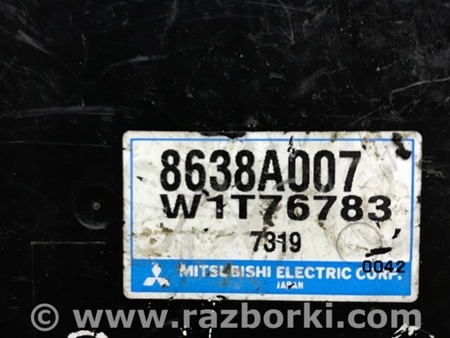 8638A007
W1T76783
7319
0042
MITSUBISHI ELECTRIC CORP.
JAPAN
© www.razborki.com